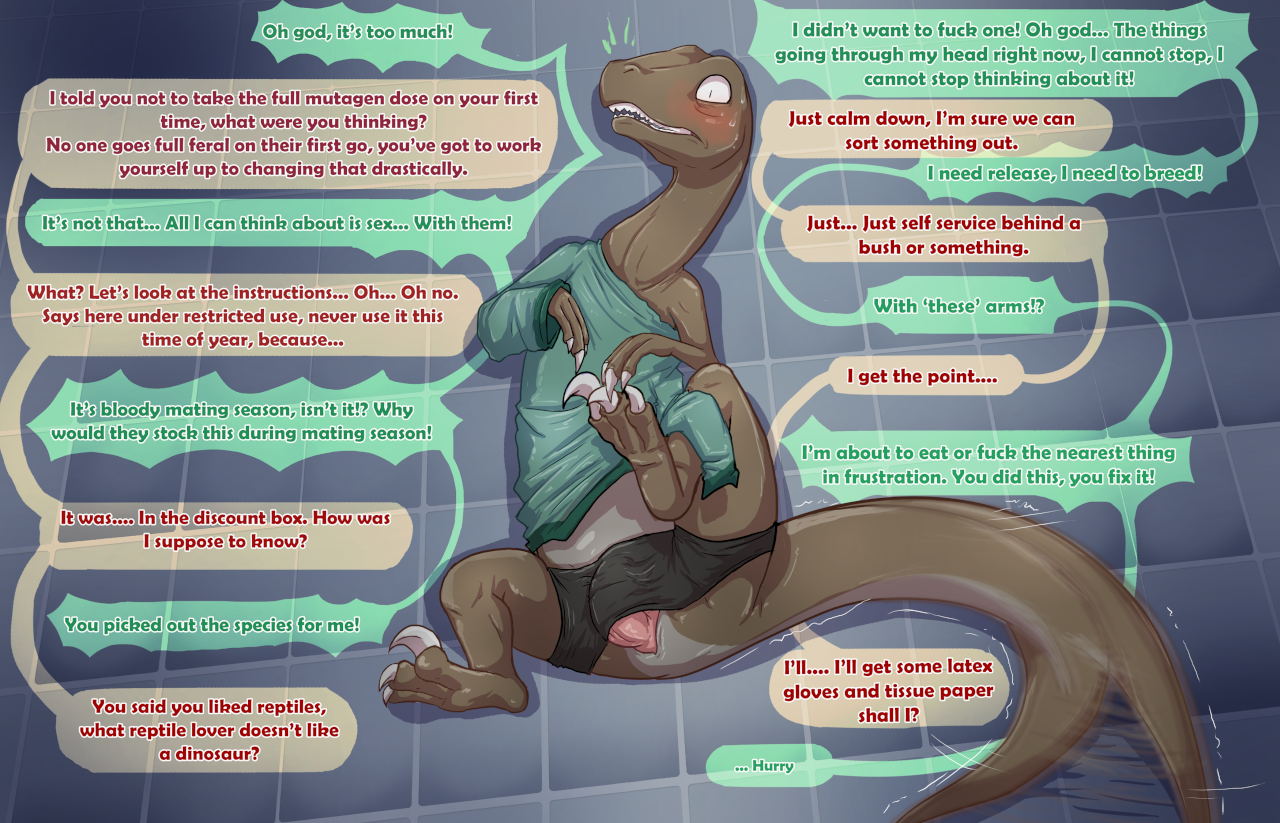 Oh god, it's too much!
I told you not to take the full mutagen dose on your first
time, what were you thinking?
No one goes full feral on their first go, you've got to work
yourself up to changing that drastically.
It's not that... All I can think about is sex... With them!
What? Let's look at the instructions... Oh... Oh no.
Says here under restricted use, never use it this
time of year, because...
It's bloody mating season, isn't it!? Why
would they stock this during mating season!
It was.... In the discount box. How was
I suppose to know?
You picked out the species for me!
You said you liked reptiles,
what reptile lover doesn't like
a dinosaur?
I didn't want to fuck one! Oh god... The things
going through my head right now, I cannot stop, I
cannot stop thinking about it!
Just calm down, I'm sure we can
sort something out.
I need release, I need to breed!
Just... Just self service behind a
bush or something.
With 'these' arms!?
I get the point....
I'm about to eat or fuck the nearest thing
in frustration. You did this, you fix it!
I'll.... I'll get some latex
gloves and tissue paper
shall I?
... Hurry